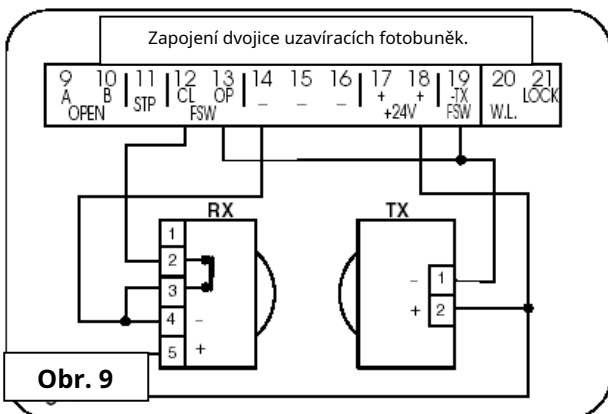 Zapojení dvojice uzavíracích fotobuněk.
9 10 11 12 13 14 15 16 17 18 19 20 21
A B STP CL OP _ _ _ + + -TX W.L. LOCK
OPEN FSW +24V FSW
RX TX
1
2
3
4 –
5 +
– 1
+ 2
Obr. 9